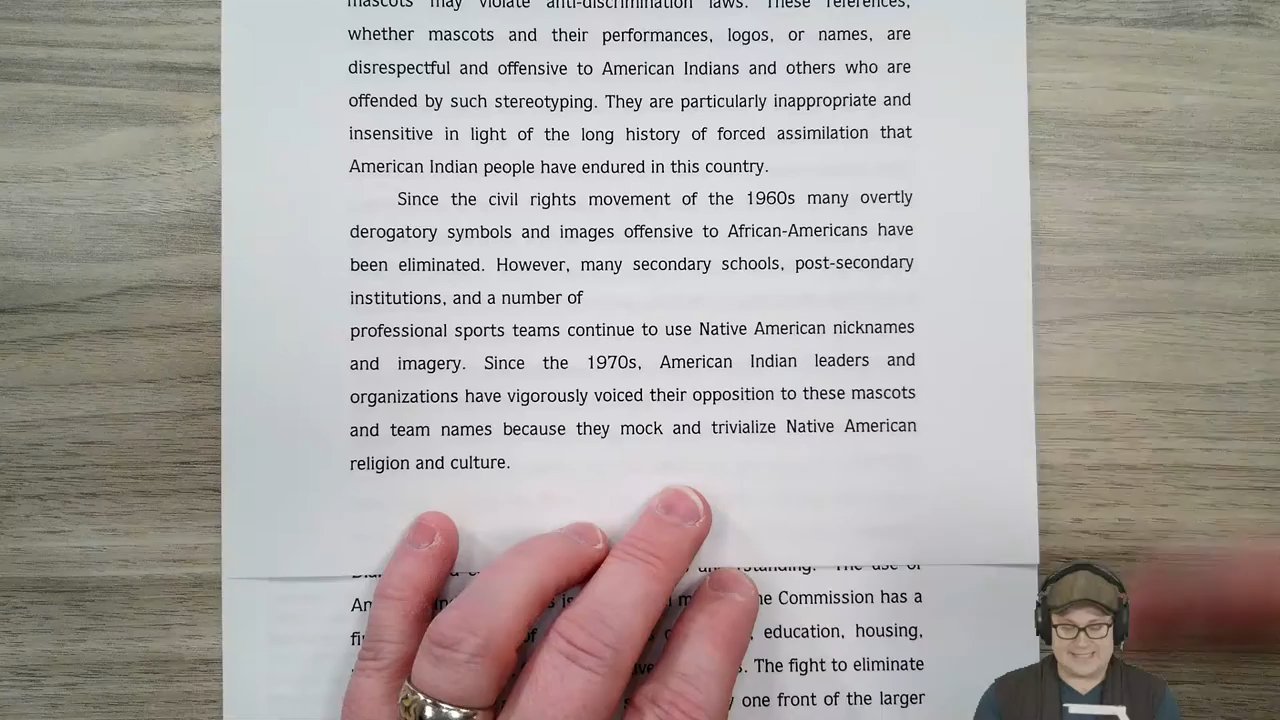 mascots may violate anti-discrimination laws. These references,
whether mascots and their performances, logos, or names, are
disrespectful and offensive to American Indians and others who are
offended by such stereotyping. They are particularly inappropriate and
insensitive in light of the long history of forced assimilation that
American Indian people have endured in this country.
Since the civil rights movement of the 1960s many overtly
derogatory symbols and images offensive to African-Americans have
been eliminated. However, many secondary schools, post-secondary
institutions, and a number of
professional sports teams continue to use Native American nicknames
and imagery. Since the 1970s, American Indian leaders and
organizations have vigorously voiced their opposition to these mascots
and team names because they mock and trivialize Native American
religion and culture.
The use of
Commission has a
education, housing,
The fight to eliminate
one front of the larger